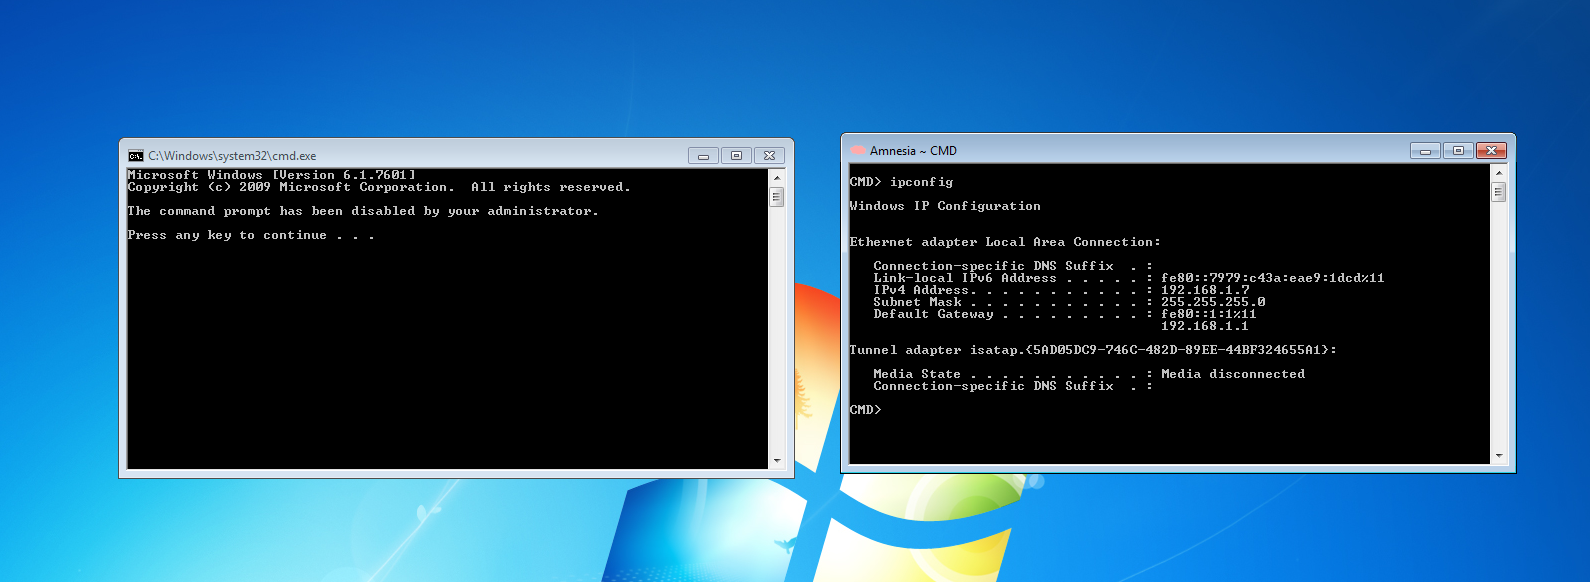 C:\Windows\system32\cmd.exe
Microsoft Windows [Version 6.1.7601]
Copyright (c) 2009 Microsoft Corporation.  All rights reserved.
The command prompt has been disabled by your administrator.
Press any key to continue . . .
Amnesia ~ CMD
CMD> ipconfig
Windows IP Configuration
Ethernet adapter Local Area Connection:
Connection-specific DNS Suffix  . :
Link-local IPv6 Address . . . . . : fe80::7979:c43a:eae9:1dcd%11
IPv4 Address. . . . . . . . . . . : 192.168.1.7
Subnet Mask . . . . . . . . . . . : 255.255.255.0
Default Gateway . . . . . . . . . : fe80::1:1%11
192.168.1.1
Tunnel adapter isatap.{5AD05DC9-746C-482D-89EE-44BF324655A1}:
Media State . . . . . . . . . . . : Media disconnected
Connection-specific DNS Suffix  . :
CMD>